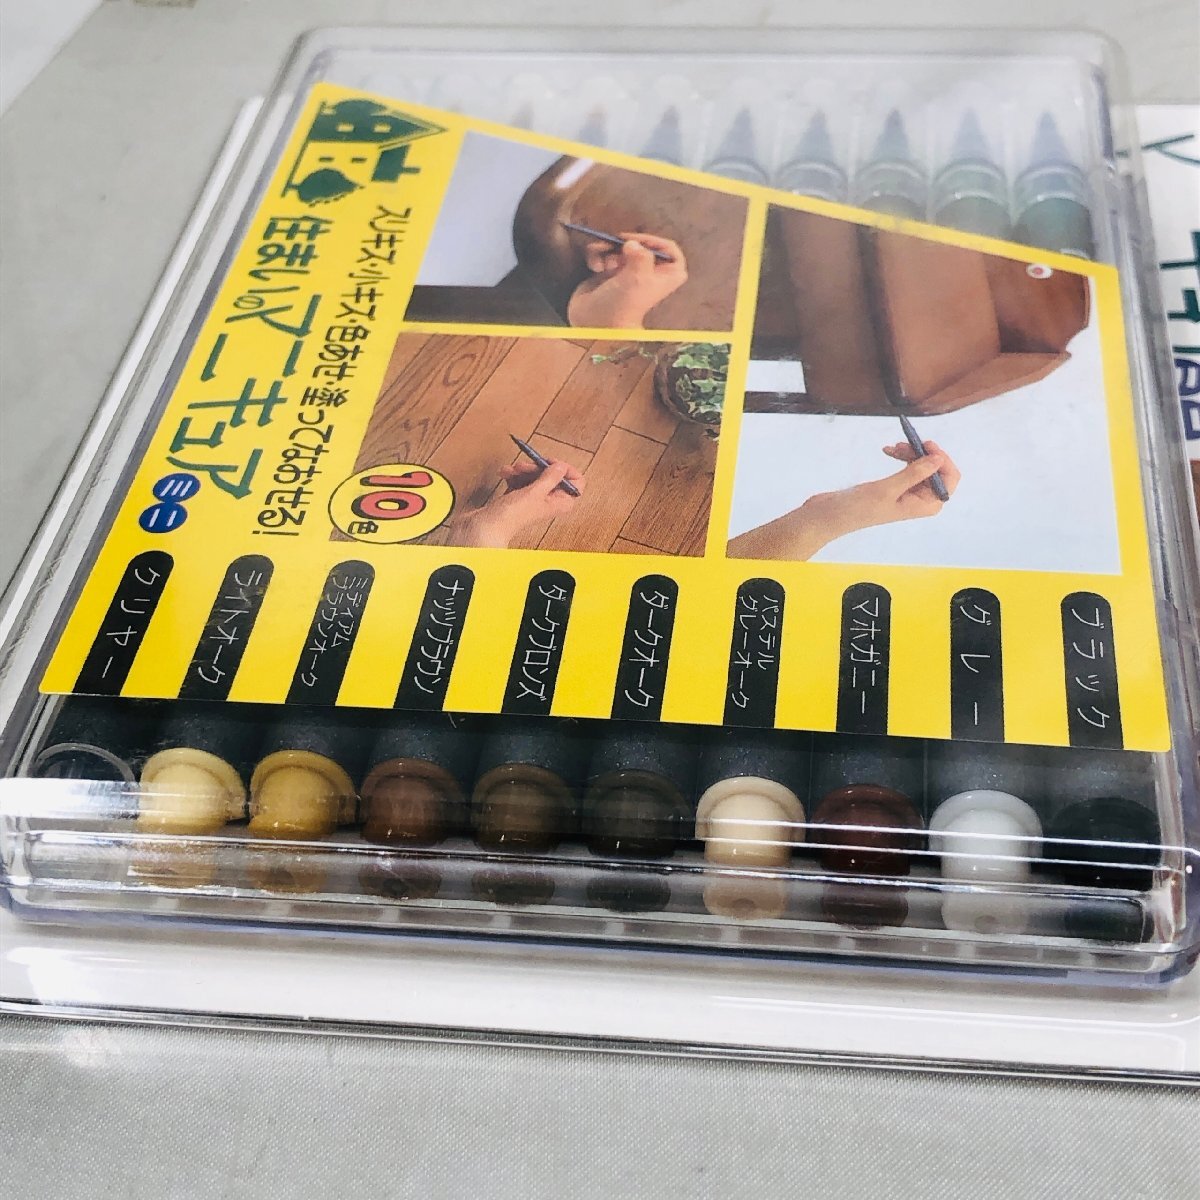 住まいのマニキュア
ミニ
スリキズ・小キズ・色あせ・塗ってなおせる!
10色
クリヤー
ライトオーク
ミディアム
ブラウンオーク
ナッツブラウン
ダークブロンズ
ダークオーク
パステル
グレーオーク
マホガニー
グレー
ブラック